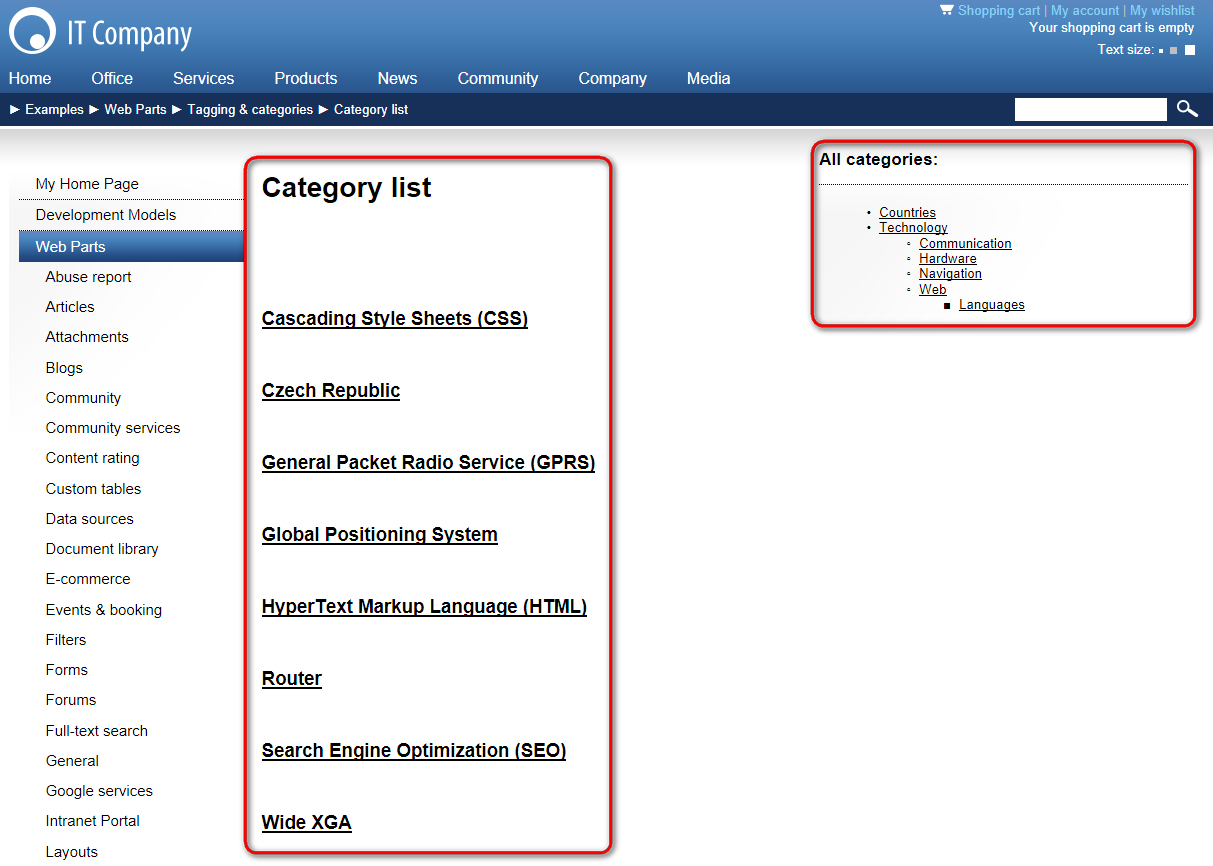 IT Company
Shopping cart | My account | My wishlist
Your shopping cart is empty
Text size:
Home Office Services Products News Community Company Media
Examples Web Parts Tagging & categories Category list
My Home Page
Development Models
Web Parts
Abuse report
Articles
Attachments
Blogs
Community
Community services
Content rating
Custom tables
Data sources
Document library
E-commerce
Events & booking
Filters
Forms
Forums
Full-text search
General
Google services
Intranet Portal
Layouts
Category list
Cascading Style Sheets (CSS)
Czech Republic
General Packet Radio Service (GPRS)
Global Positioning System
HyperText Markup Language (HTML)
Router
Search Engine Optimization (SEO)
Wide XGA
All categories:
Countries
Technology
Communication
Hardware
Navigation
Web
Languages